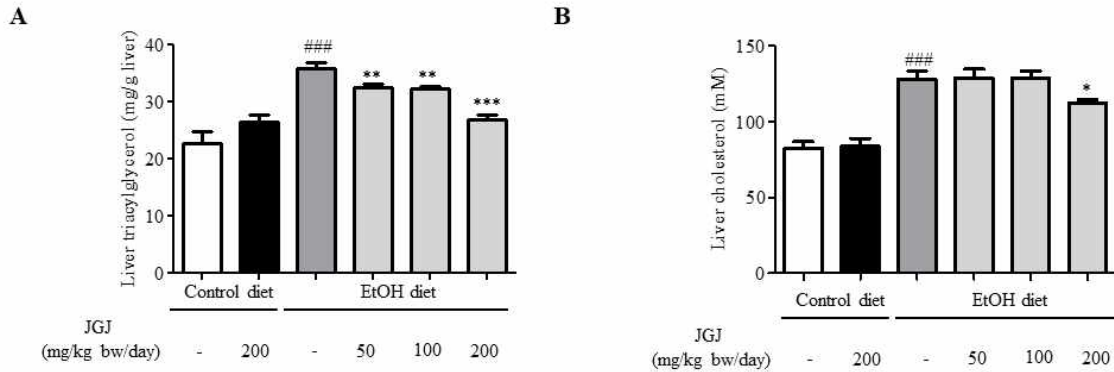 A
Liver triacylglycerol (mg/g liver)
40
30
20
10
0
###
**
**
***
Control diet
EtOH diet
JGJ
(mg/kg bw/day)
- 200 - 50 100 200
B
Liver cholesterol (mM)
150
100
50
0
###
*
Control diet
EtOH diet
JGJ
(mg/kg bw/day)
- 200 - 50 100 200